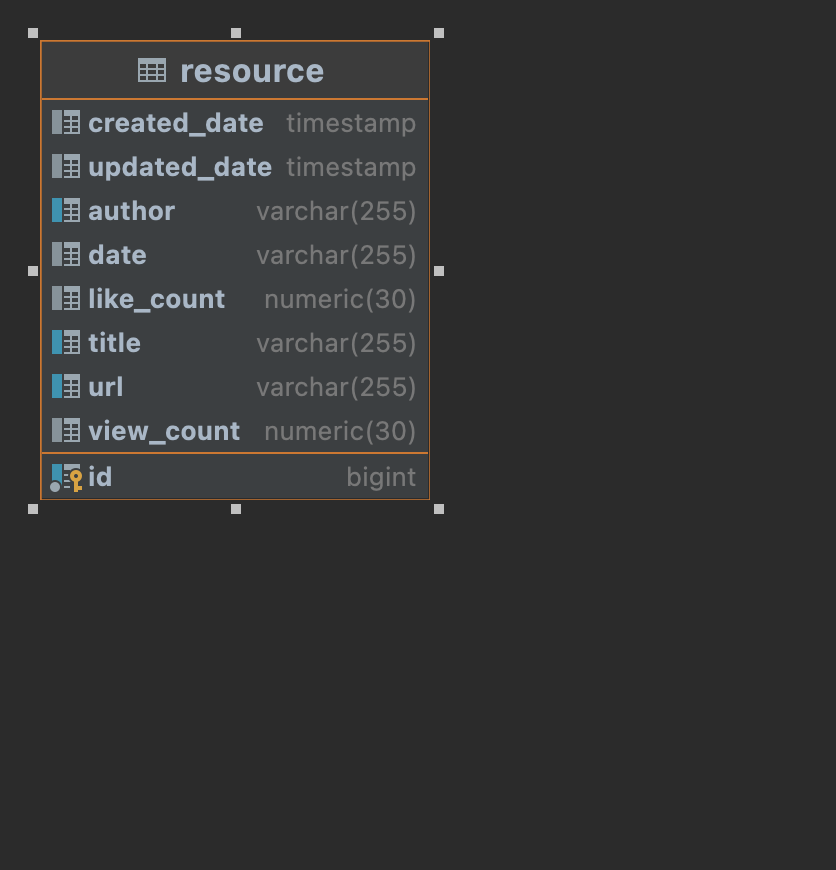 resource
created_date timestamp
updated_date timestamp
author varchar(255)
date varchar(255)
like_count numeric(30)
title varchar(255)
url varchar(255)
view_count numeric(30)
id bigint